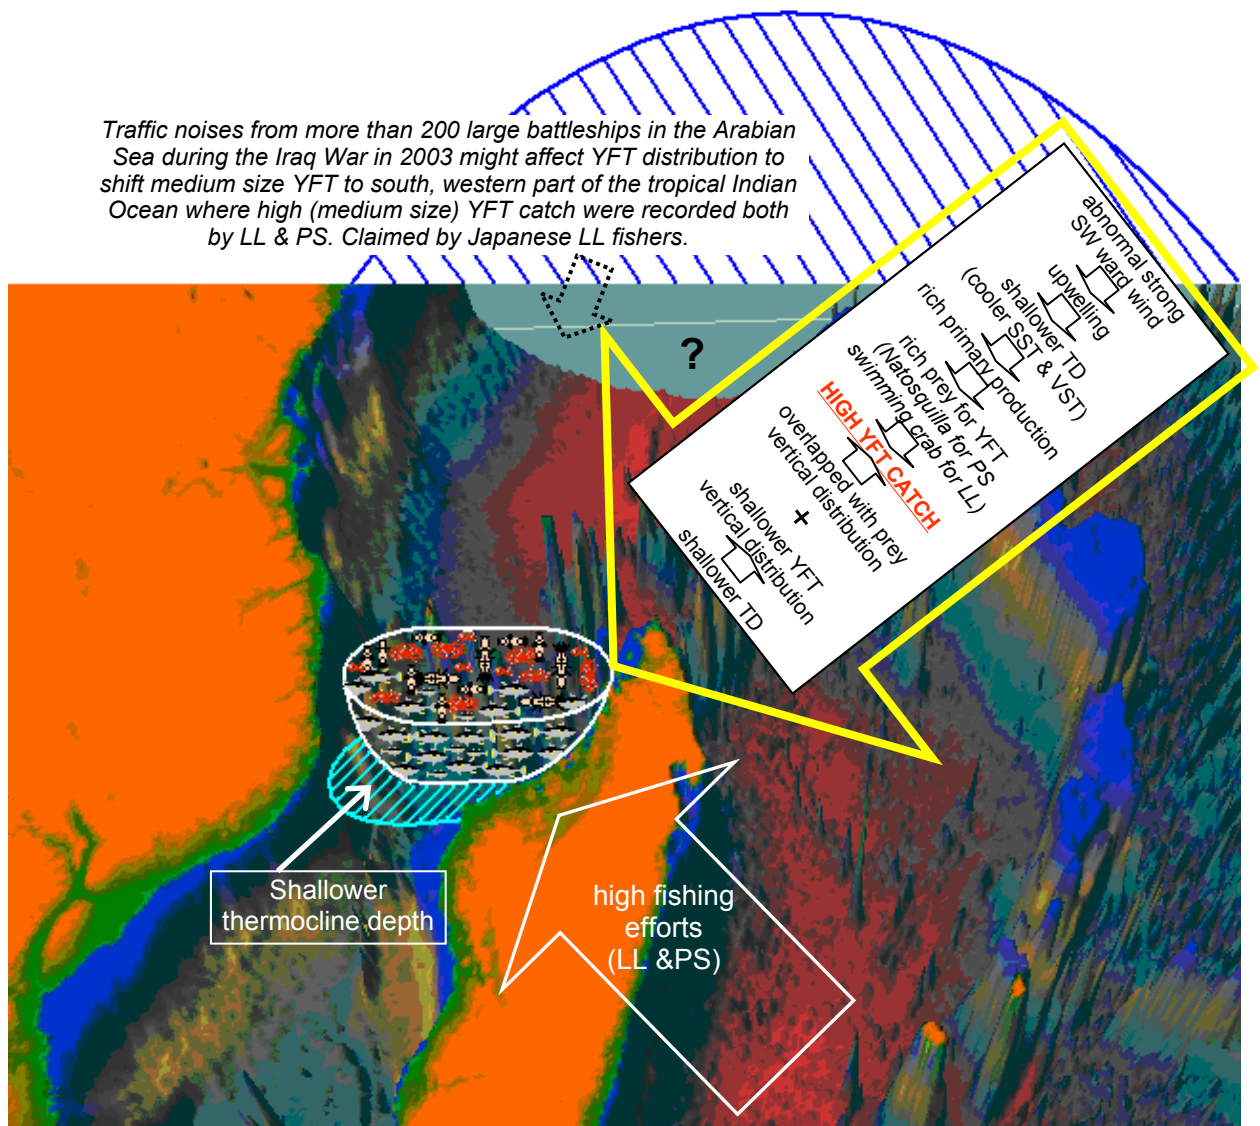 Traffic noises from more than 200 large battleships in the Arabian
Sea during the Iraq War in 2003 might affect YFT distribution to
shift medium size YFT to south, western part of the tropical Indian
Ocean where high (medium size) YFT catch were recorded both
by LL & PS. Claimed by Japanese LL fishers.
?
abnormal strong
SW ward wind
upwelling
shallower TD
(cooler SST & VST)
rich primary production
rich prey for YFT
(Natosquilla for PS
swimming crab for LL)
HIGH YFT CATCH
overlapped with prey
vertical distribution
+
shallower YFT
vertical distribution
shallower TD
Shallower
thermocline depth
high fishing
efforts
(LL &PS)